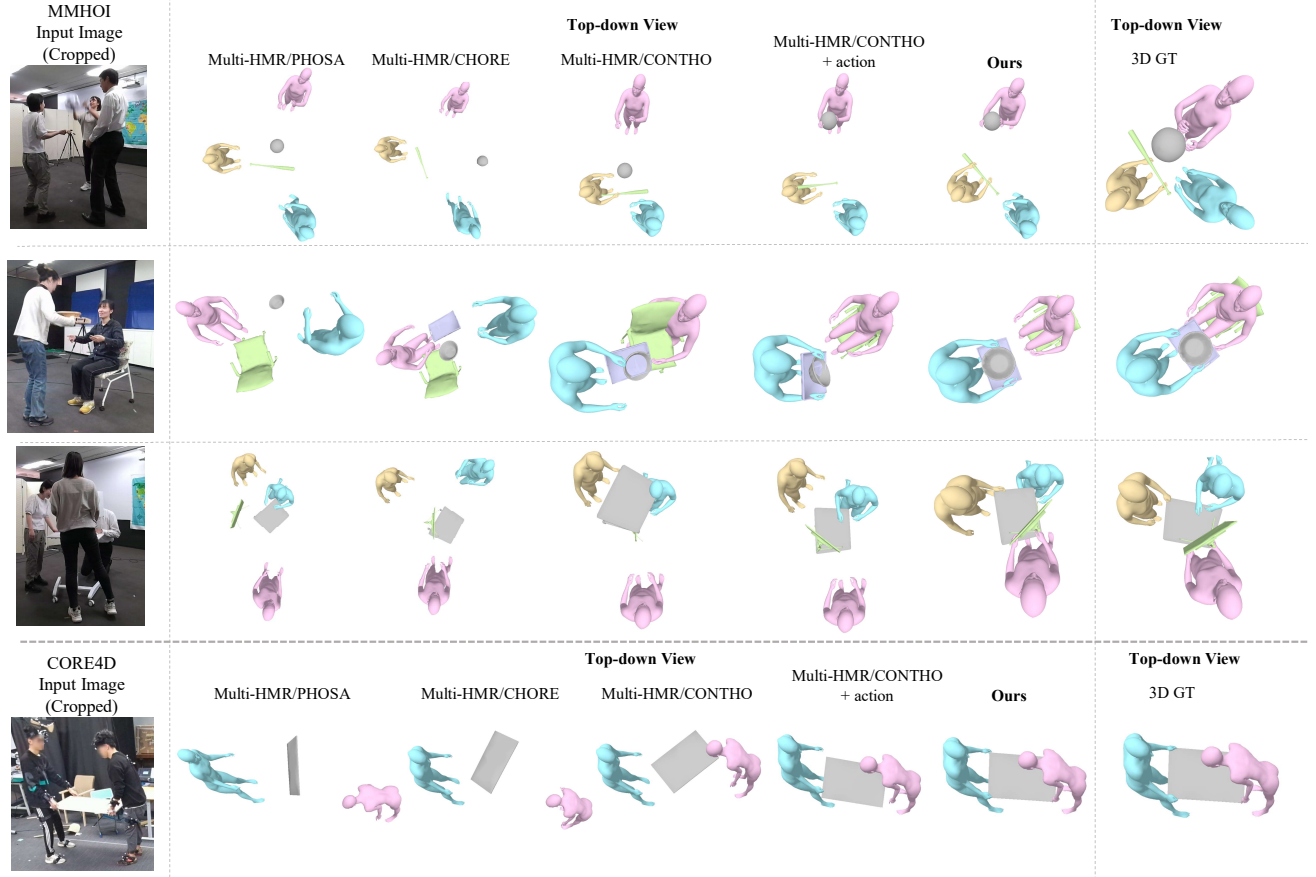 MMHOI
Input Image
(Cropped)
Top-down View
Multi-HMR/PHOSA
Multi-HMR/CHORE
Multi-HMR/CONTHO
Multi-HMR/CONTHO
+ action
Ours
Top-down View
3D GT
CORE4D
Input Image
(Cropped)
Top-down View
Multi-HMR/PHOSA
Multi-HMR/CHORE
Multi-HMR/CONTHO
Multi-HMR/CONTHO
+ action
Ours
Top-down View
3D GT